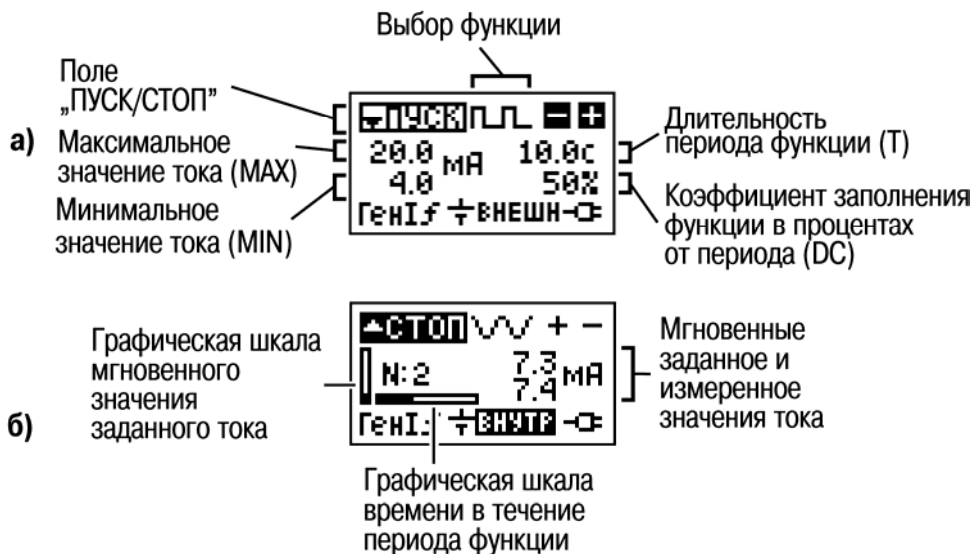 Выбор функции
Поле
„ПУСК/СТОП”
а)
Максимальное
значение тока (MAX)
Минимальное
значение тока (MIN)
ПУСК
20.0
4.0
мА
10.0с
50%
ГенIf
ВНЕШН
Длительность
периода функции (T)
Коэффициент заполнения
функции в процентах
от периода (DC)
б)
Графическая шкала
мгновенного
значения
заданного тока
СТОП + -
N:2
7.3
7.4
мА
ГенIf
ВНУТР
Мгновенные
заданное и
измеренное
значения тока
Графическая шкала
времени в течение
периода функции